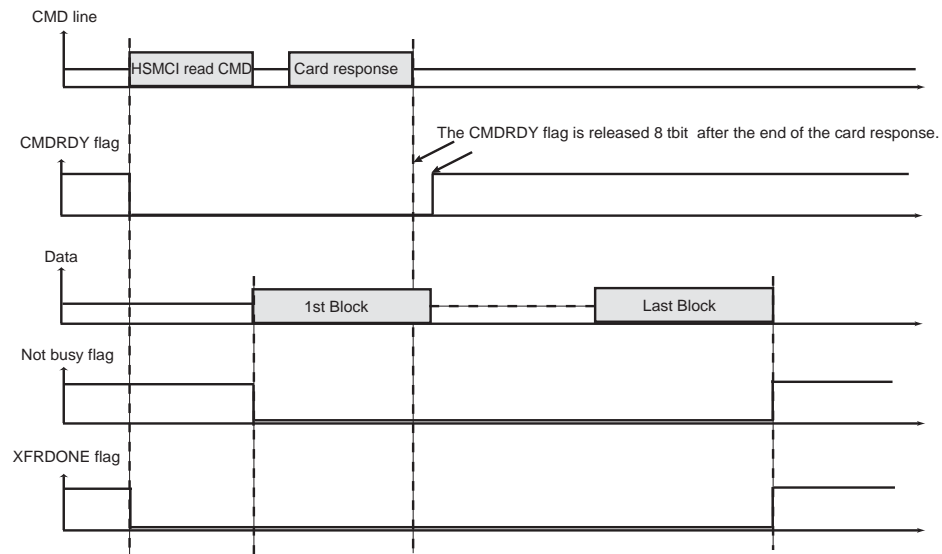 CMD line
HSMCI read CMD
Card response
The CMDRDY flag is released 8 tbit after the end of the card response.
CMDRDY flag
Data
1st Block
Last Block
Not busy flag
XFRDONE flag